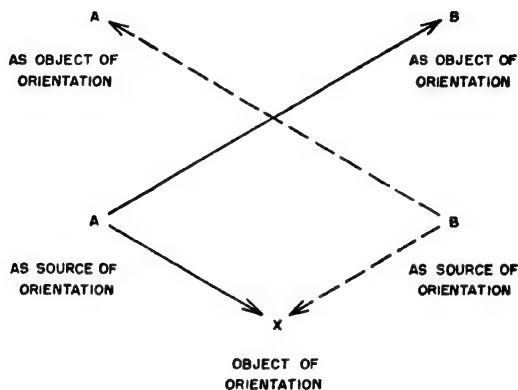 A B
AS OBJECT OF AS OBJECT OF
ORIENTATION ORIENTATION
A B
AS SOURCE OF AS SOURCE OF
ORIENTATION ORIENTATION
X
OBJECT OF
ORIENTATION